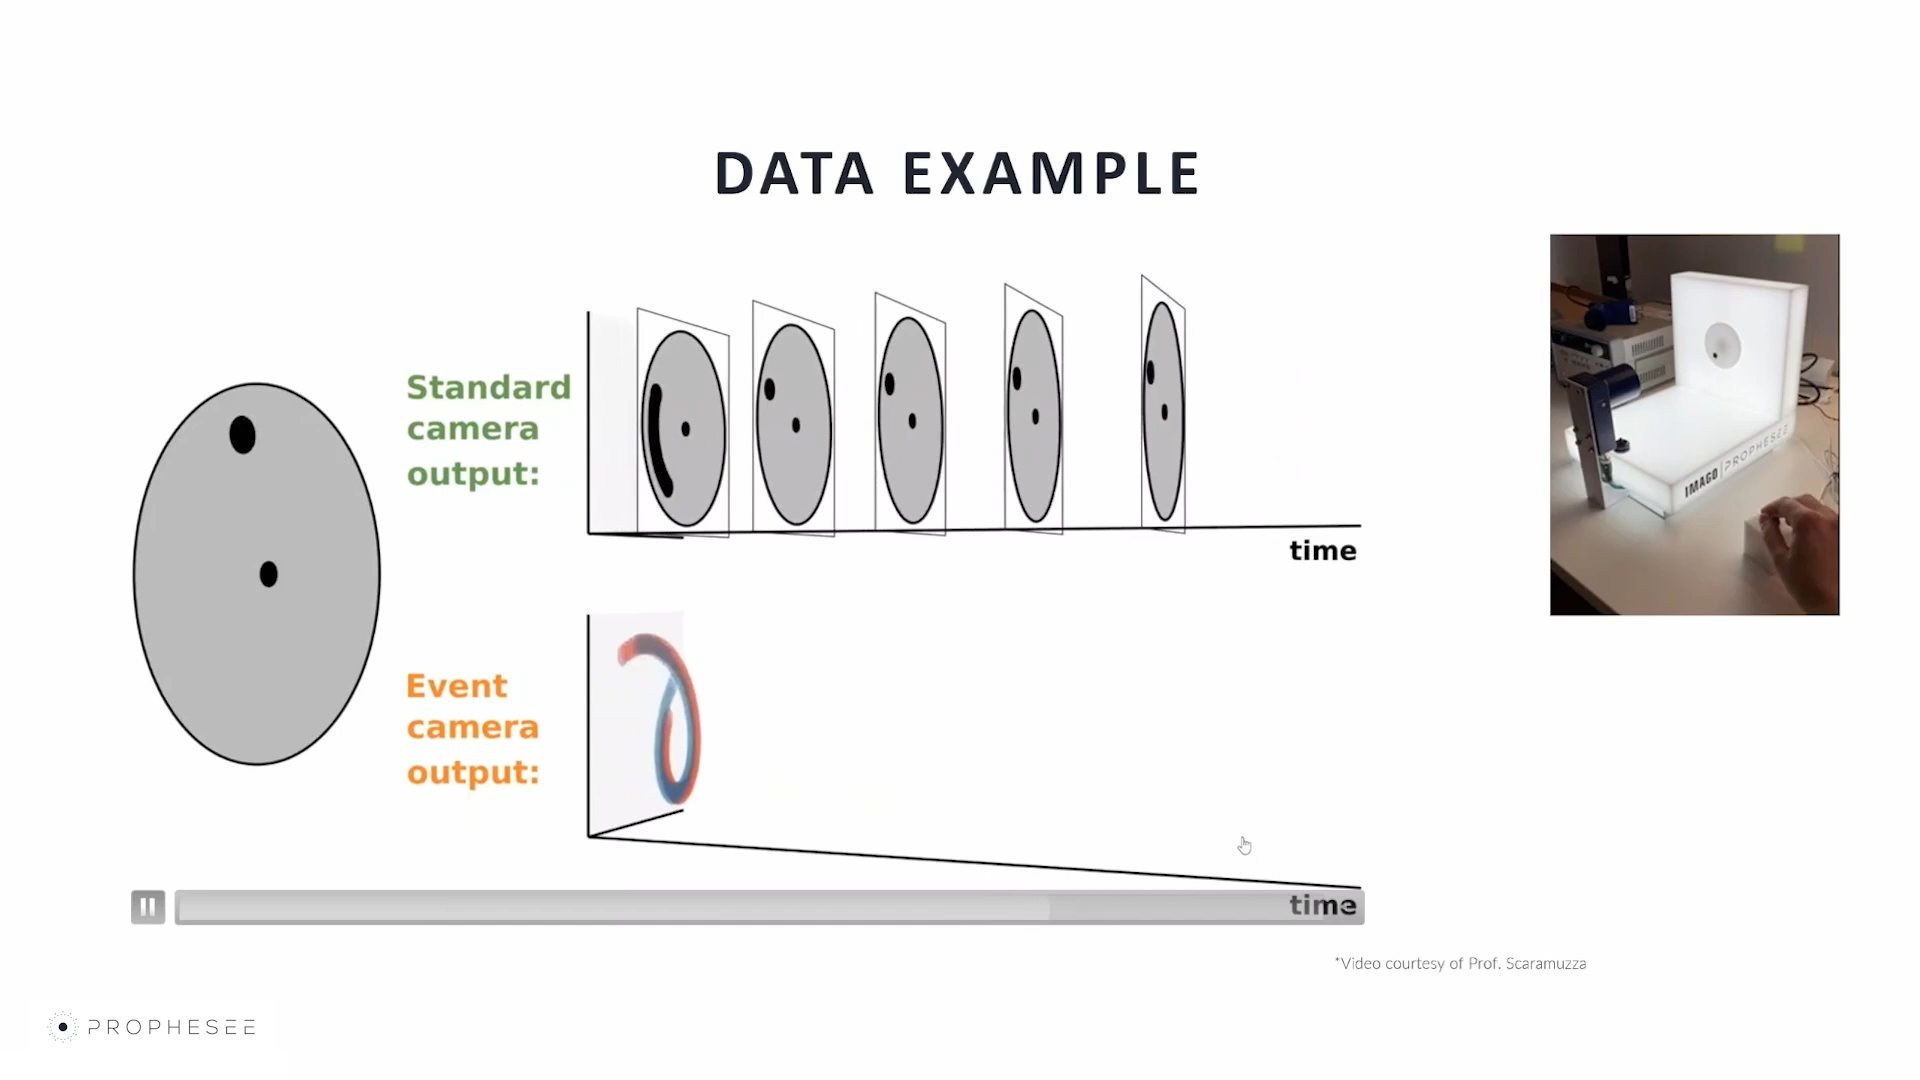 DATA EXAMPLE
Standard
camera
output:
time
Event
camera
output:
time
IMAGO | PROPHESEE
*Video courtesy of Prof. Scaramuzza
PROPHESEE